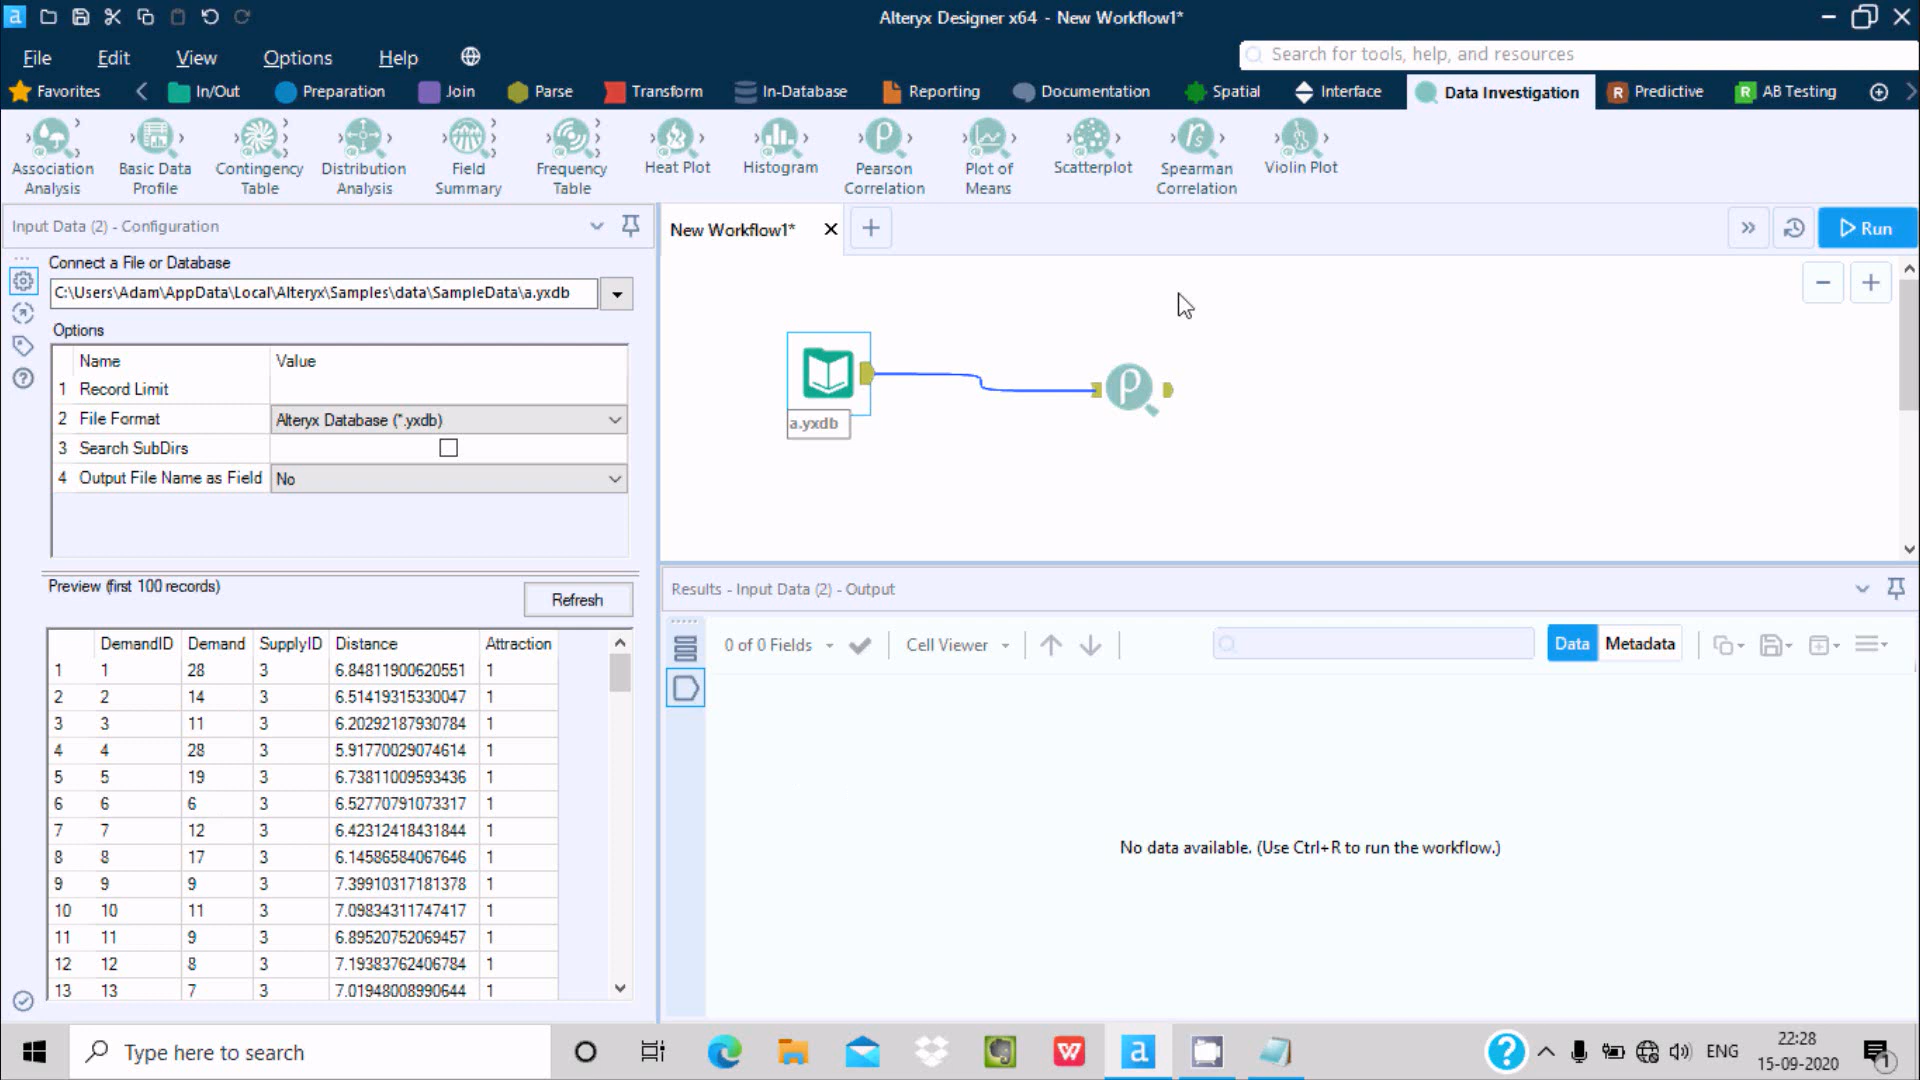 Alteryx Designer x64 - New Workflow1*
File Edit View Options Help
Search for tools, help, and resources
Favorites In/Out Preparation Join Parse Transform In-Database Reporting Documentation Spatial Interface Data Investigation Predictive AB Testing
Association Analysis
Basic Data Profile
Contingency Table
Distribution Analysis
Field Summary
Frequency Table
Heat Plot
Histogram
Pearson Correlation
Plot of Means
Scatterplot
Spearman Correlation
Violin Plot
Input Data (2) - Configuration
Connect a File or Database
C:\Users\Adam\AppData\Local\Alteryx\Samples\data\SampleData\a.yxdb
Options
Name Value
1 Record Limit
2 File Format Alteryx Database (*.yxdb)
3 Search SubDirs
4 Output File Name as Field No
Preview (first 100 records)
Refresh
DemandID Demand SupplyID Distance Attraction
1 1 28 3 6.84811900620551 1
2 2 14 3 6.51419315330047 1
3 3 11 3 6.20292187930784 1
4 4 28 3 5.91770029074614 1
5 5 19 3 6.73811009593436 1
6 6 6 3 6.52770791073317 1
7 7 12 3 6.42312418431844 1
8 8 17 3 6.14586584067646 1
9 9 9 3 7.39910317181378 1
10 10 11 3 7.09834311747417 1
11 11 9 3 6.89520752069457 1
12 12 8 3 7.19383762406784 1
13 13 7 3 7.01948008990644 1
New Workflow1*
Run
a.yxdb
Results - Input Data (2) - Output
0 of 0 Fields Cell Viewer Data Metadata
No data available. (Use Ctrl+R to run the workflow.)
Type here to search
ENG
22:28
15-09-2020
1